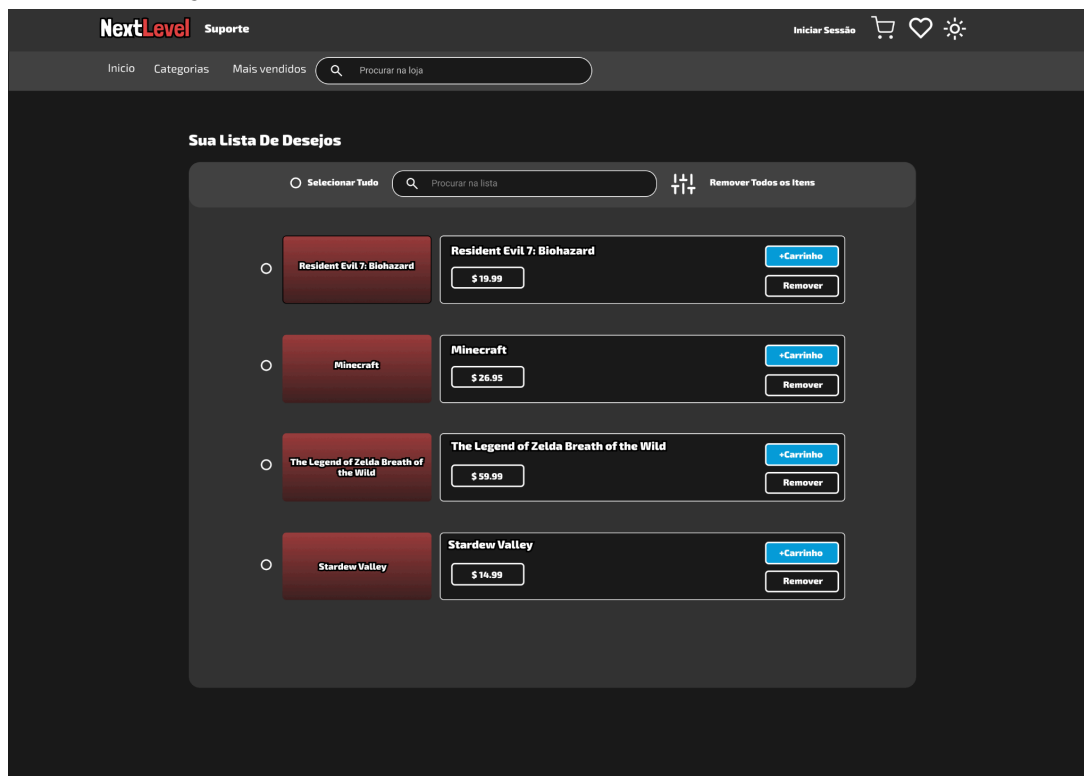 NextLevel Suporte Iniciar Sessão
Inicio Categorias Mais vendidos Procurar na loja
Sua Lista De Desejos
Selecionar Tudo Procurar na lista Remover Todos os Itens
Resident Evil 7: Biohazard
Resident Evil 7: Biohazard
$ 19.99
+Carrinho
Remover
Minecraft
Minecraft
$ 26.95
+Carrinho
Remover
The Legend of Zelda Breath of
the Wild
The Legend of Zelda Breath of the Wild
$ 59.99
+Carrinho
Remover
Stardew Valley
Stardew Valley
$ 14.99
+Carrinho
Remover